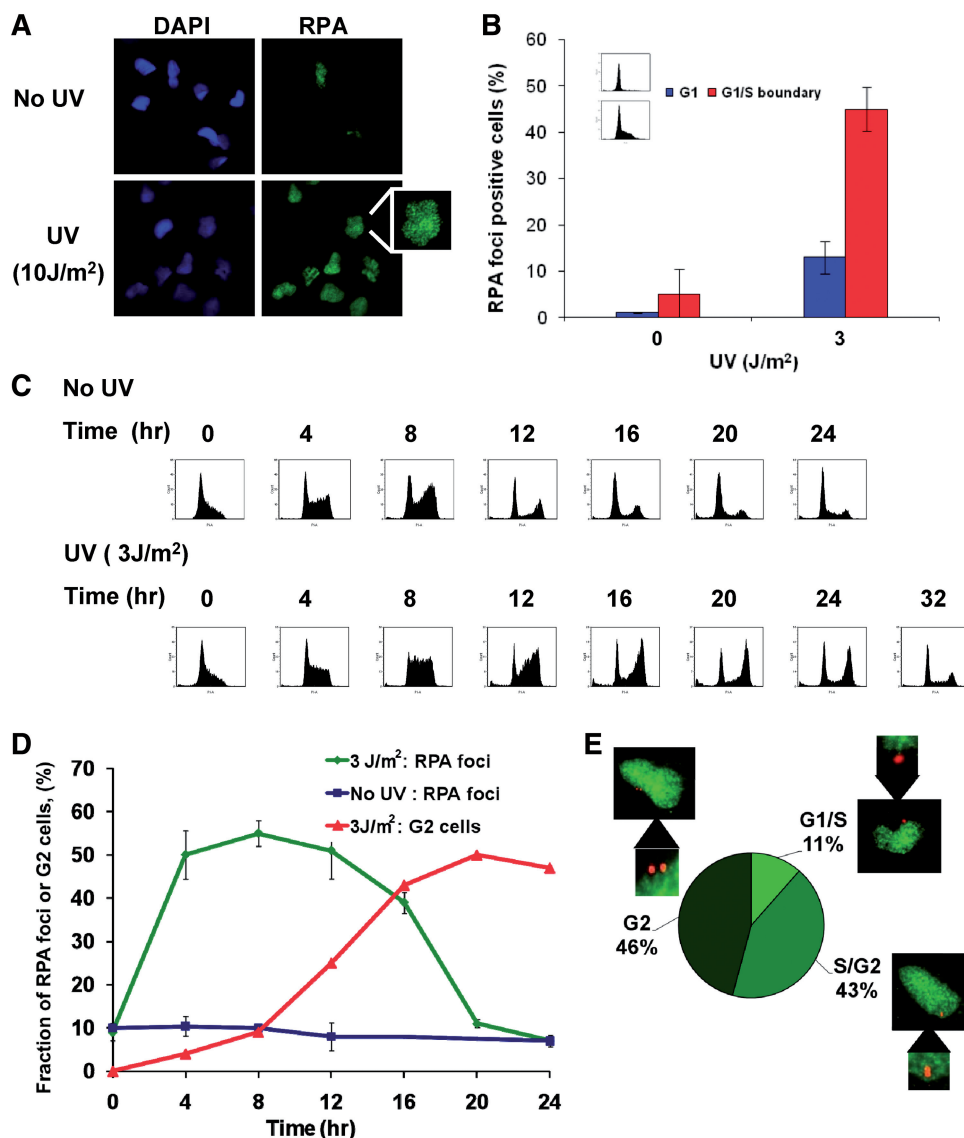 A
DAPI RPA
No UV
UV
(10J/m²)
B
RPA foci positive cells (%)
60
50
40
30
20
10
0
G1 G1/S boundary
0 3
UV (J/m²)
C
No UV
Time (hr) 0 4 8 12 16 20 24
UV ( 3J/m²)
Time (hr) 0 4 8 12 16 20 24 32
D
Fraction of RPA foci or G2 cells, (%)
70
60
50
40
30
20
10
0
3 J/m²: RPA foci
No UV : RPA foci
3J/m²: G2 cells
0 4 8 12 16 20 24
Time (hr)
E
G1/S
11%
G2
46%
S/G2
43%